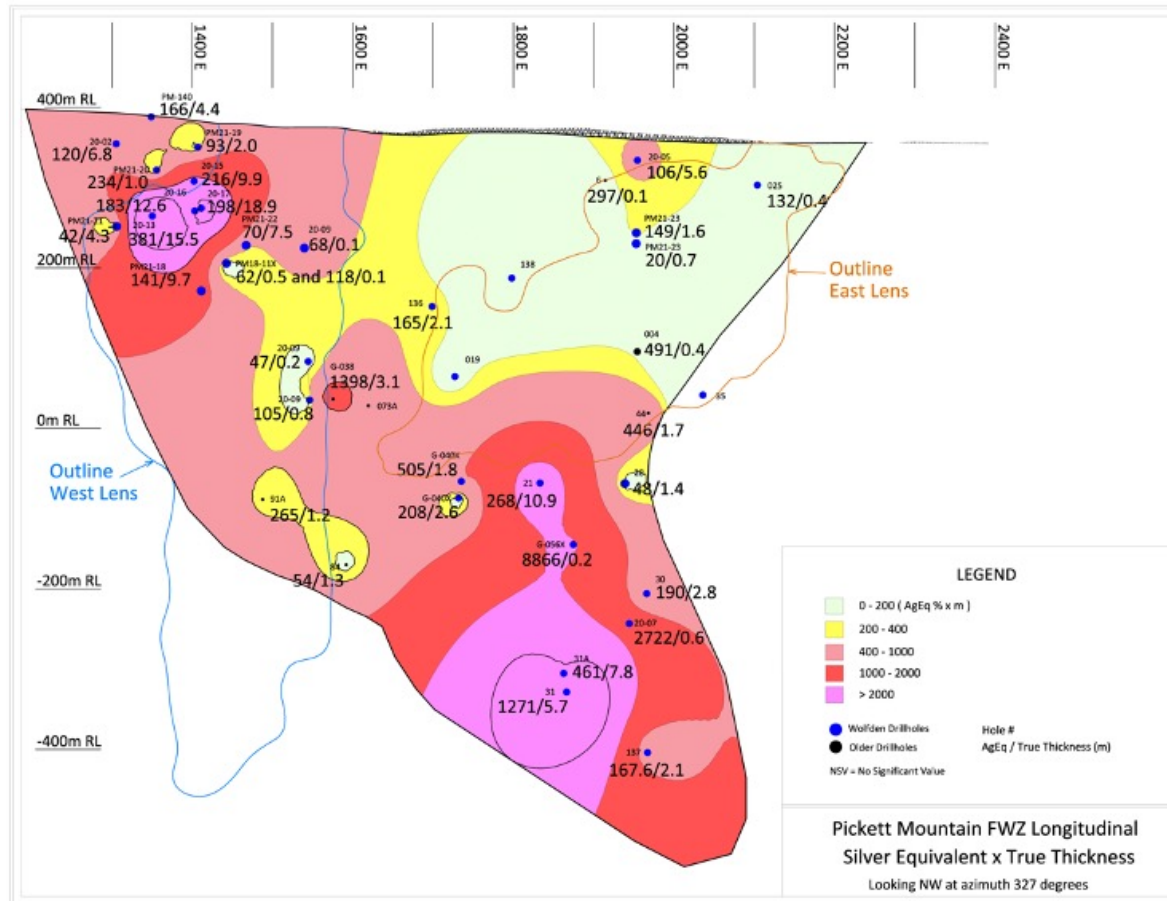 1400 E
1600 E
1800 E
2000 E
2200 E
2400 E
400m RL
PM-140
166/4.4
20-02
120/6.8
PM21-19
93/2.0
PM21-20
234/1.0
20-15
216/9.9
20-16
183/12.6
20-17
198/18.9
PM21-21
42/4.3
20-13
381/15.5
PM21-22
70/7.5
20-09
68/0.1
200m RL
PM21-18
141/9.7
PM18-11X
62/0.5 and 118/0.1
20-05
106/5.6
6
297/0.1
025
132/0.4
PM21-23
149/1.6
PM21-23
20/0.7
138
Outline
East Lens
136
165/2.1
004
491/0.4
20-09
47/0.2
019
G-038
1398/3.1
073A
20-09
105/0.8
55
0m RL
44
446/1.7
Outline
West Lens
G-040X
505/1.8
21
268/10.9
28
48/1.4
91A
265/1.2
208/2.6
G-056X
8866/0.2
84
54/1.3
-200m RL
30
190/2.8
20-07
2722/0.6
31A
461/7.8
31
1271/5.7
-400m RL
137
167.6/2.1
LEGEND
0 - 200 ( AgEq % x m )
200 - 400
400 - 1000
1000 - 2000
> 2000
Wolfden Drillholes
Older Drillholes
Hole #
AgEq / True Thickness (m)
NSV = No Significant Value
Pickett Mountain FWZ Longitudinal
Silver Equivalent x True Thickness
Looking NW at azimuth 327 degrees